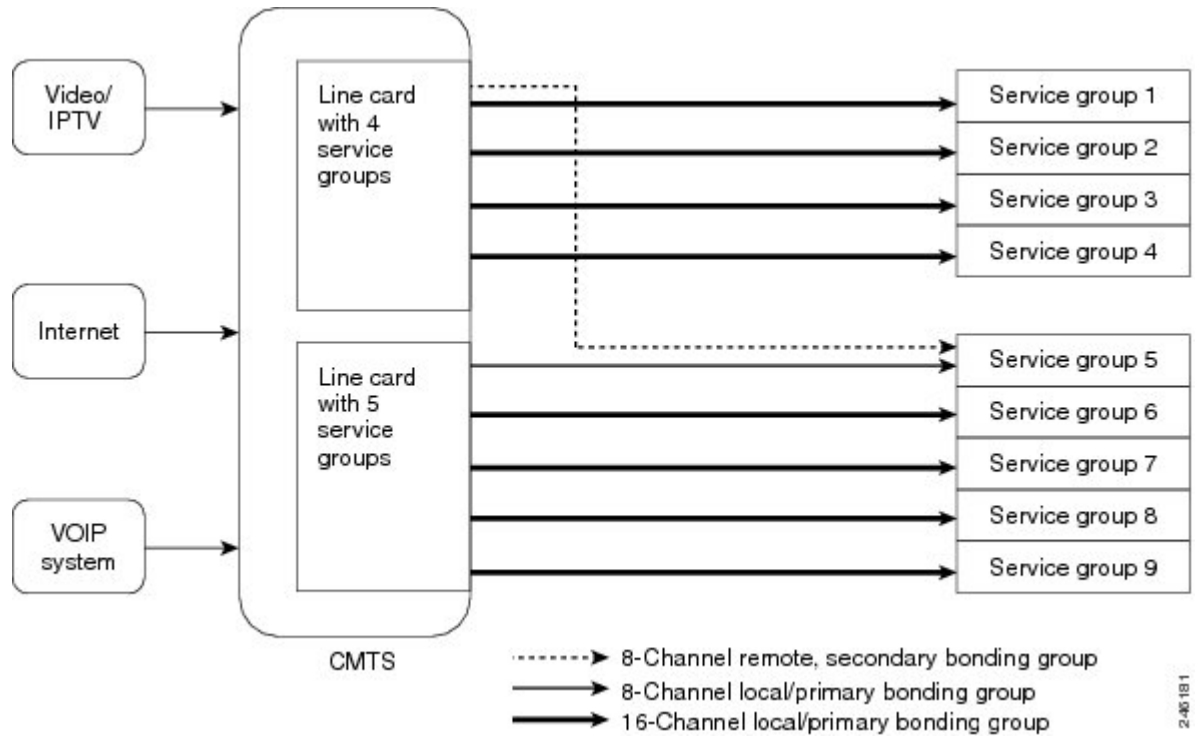 Video/
IPTV
Internet
VOIP
system
Line card
with 4
service
groups
Line card
with 5
service
groups
CMTS
Service group 1
Service group 2
Service group 3
Service group 4
Service group 5
Service group 6
Service group 7
Service group 8
Service group 9
8-Channel remote, secondary bonding group
8-Channel local/primary bonding group
16-Channel local/primary bonding group
246181